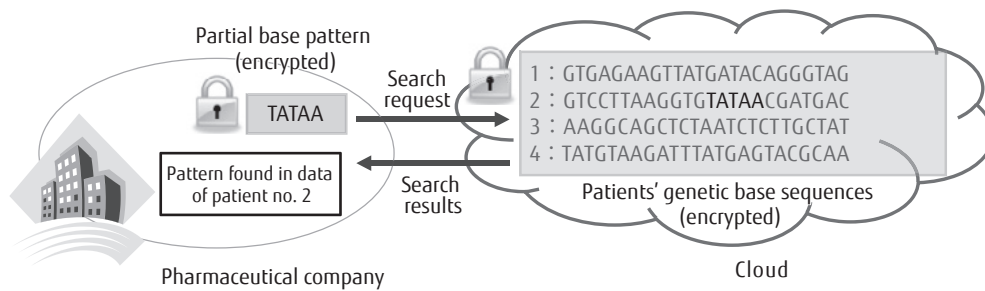 Partial base pattern
(encrypted)
TATAA
Pattern found in data
of patient no. 2
Pharmaceutical company
Search
request
Search
results
1 : GTGAGAAGTTATGATACAGGGTAG
2 : GTCCTTAAGGTGTATAACGATGAC
3 : AAGGCAGCTCTAATCTCTTGCTAT
4 : TATGTAAGATTTATGAGTACGCAA
Patients' genetic base sequences
(encrypted)
Cloud